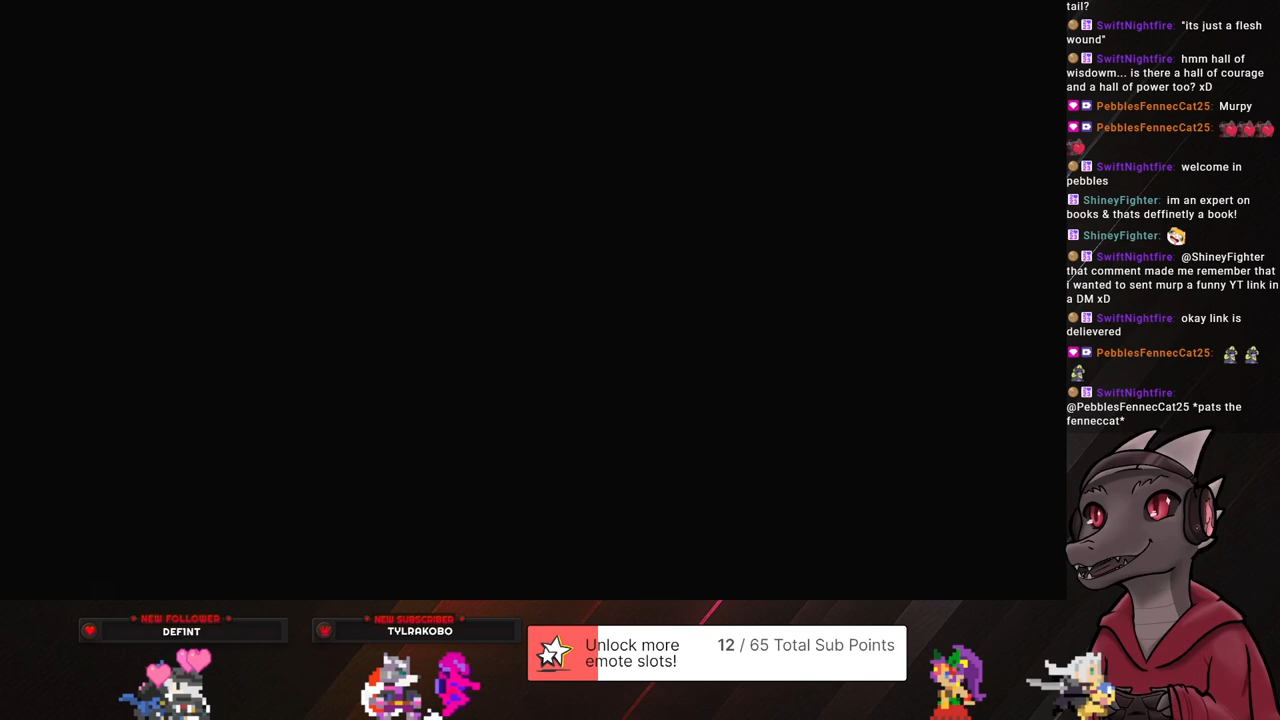 tail?
SwiftNightfire: "its just a flesh
wound"
SwiftNightfire: hmm hall of
wisdowm... is there a hall of courage
and a hall of power too? xD
PebblesFennecCat25: Murpy
PebblesFennecCat25:
SwiftNightfire: welcome in
pebbles
ShineyFighter: im an expert on
books & thats deffinetly a book!
ShineyFighter:
SwiftNightfire: @ShineyFighter
that comment made me remember that
i wanted to sent murp a funny YT link in
a DM xD
SwiftNightfire: okay link is
delievered
PebblesFennecCat25:
SwiftNightfire:
@PebblesFennecCat25 *pats the
fenneccat*
NEW FOLLOWER
DEF1NT
NEW SUBSCRIBER
TYLRAKOBO
Unlock more
emote slots!
12 / 65 Total Sub Points